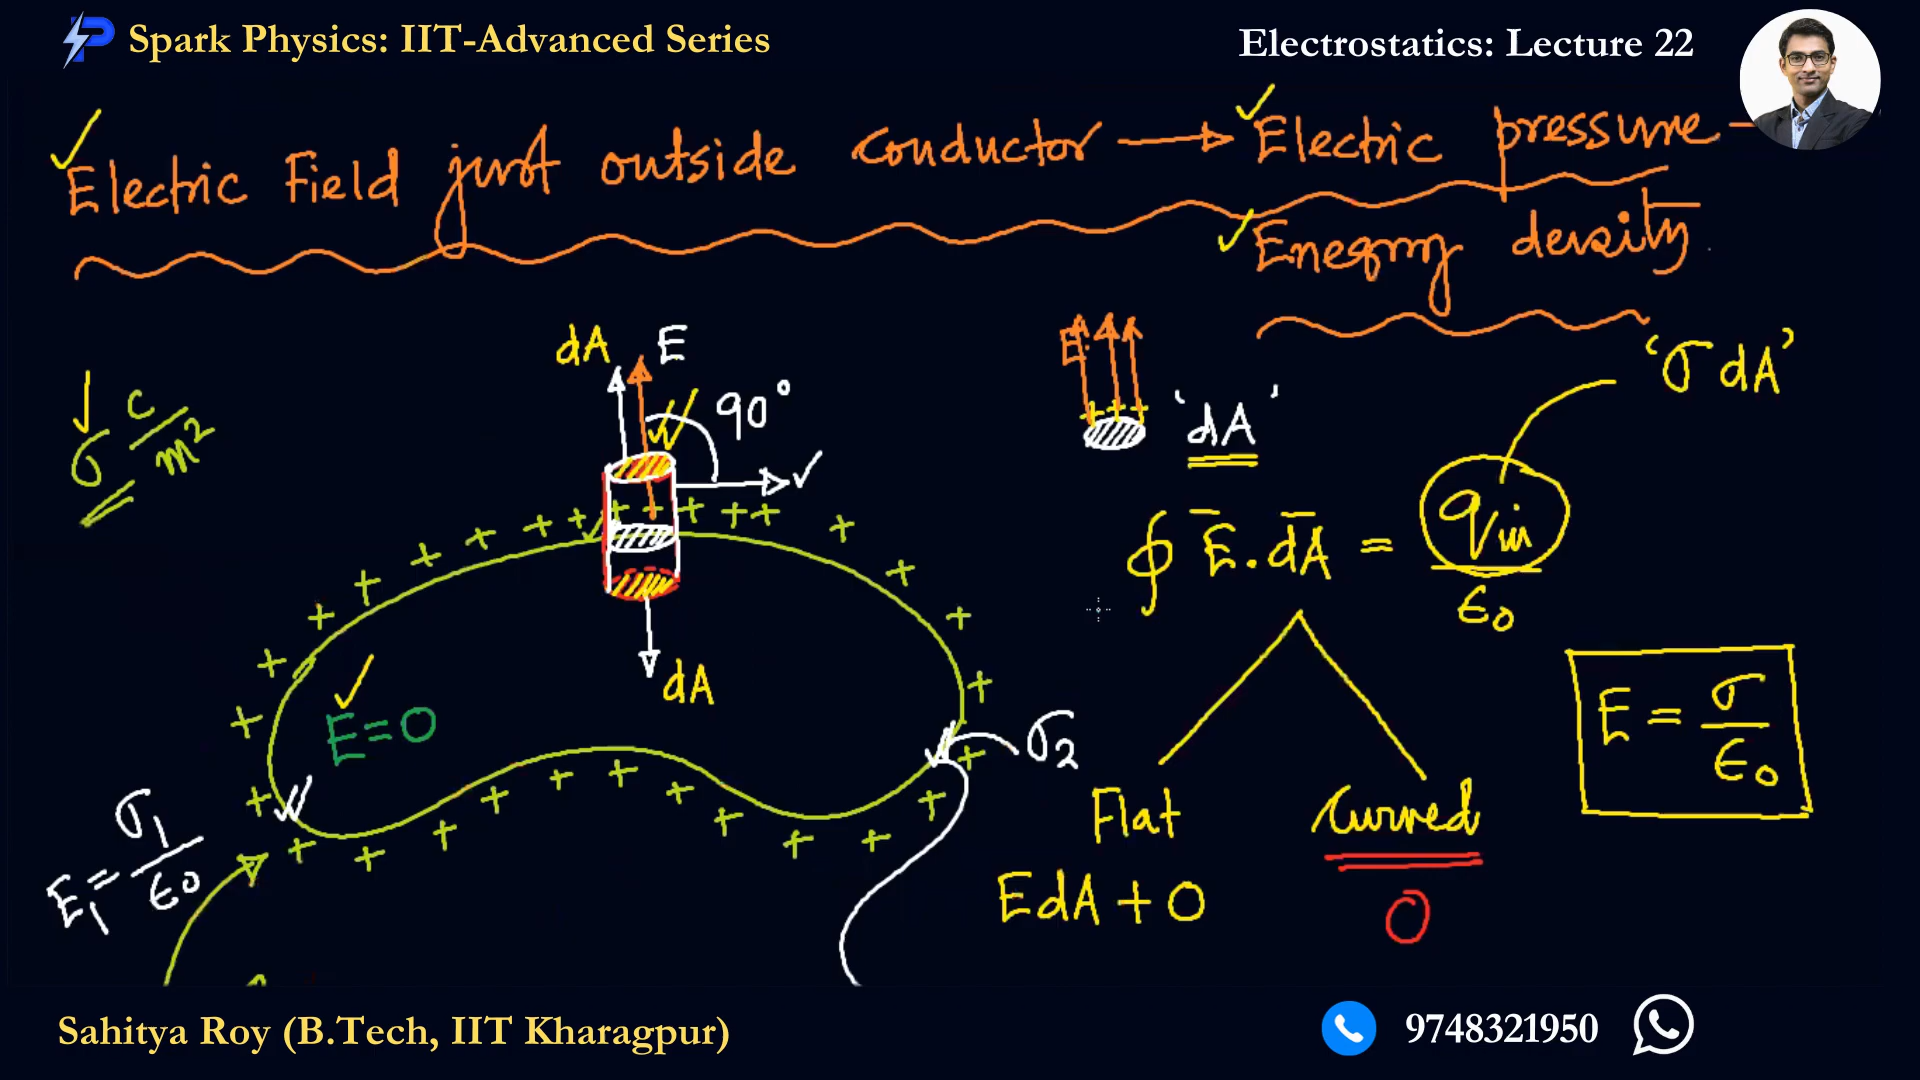 Spark Physics: IIT-Advanced Series
Electrostatics: Lecture 22
Electric Field just outside conductor → Electric pressure
Energy density
dA E
90°
σ C/m²
E
'dA'
'σ dA'
∮ E̅ . d̅A̅ = qin / ε0
dA
E = 0
σ2
E1 = σ1 / ε0
Flat
Curved
EdA + 0
0
E = σ / ε0
Sahitya Roy (B.Tech, IIT Kharagpur)
9748321950